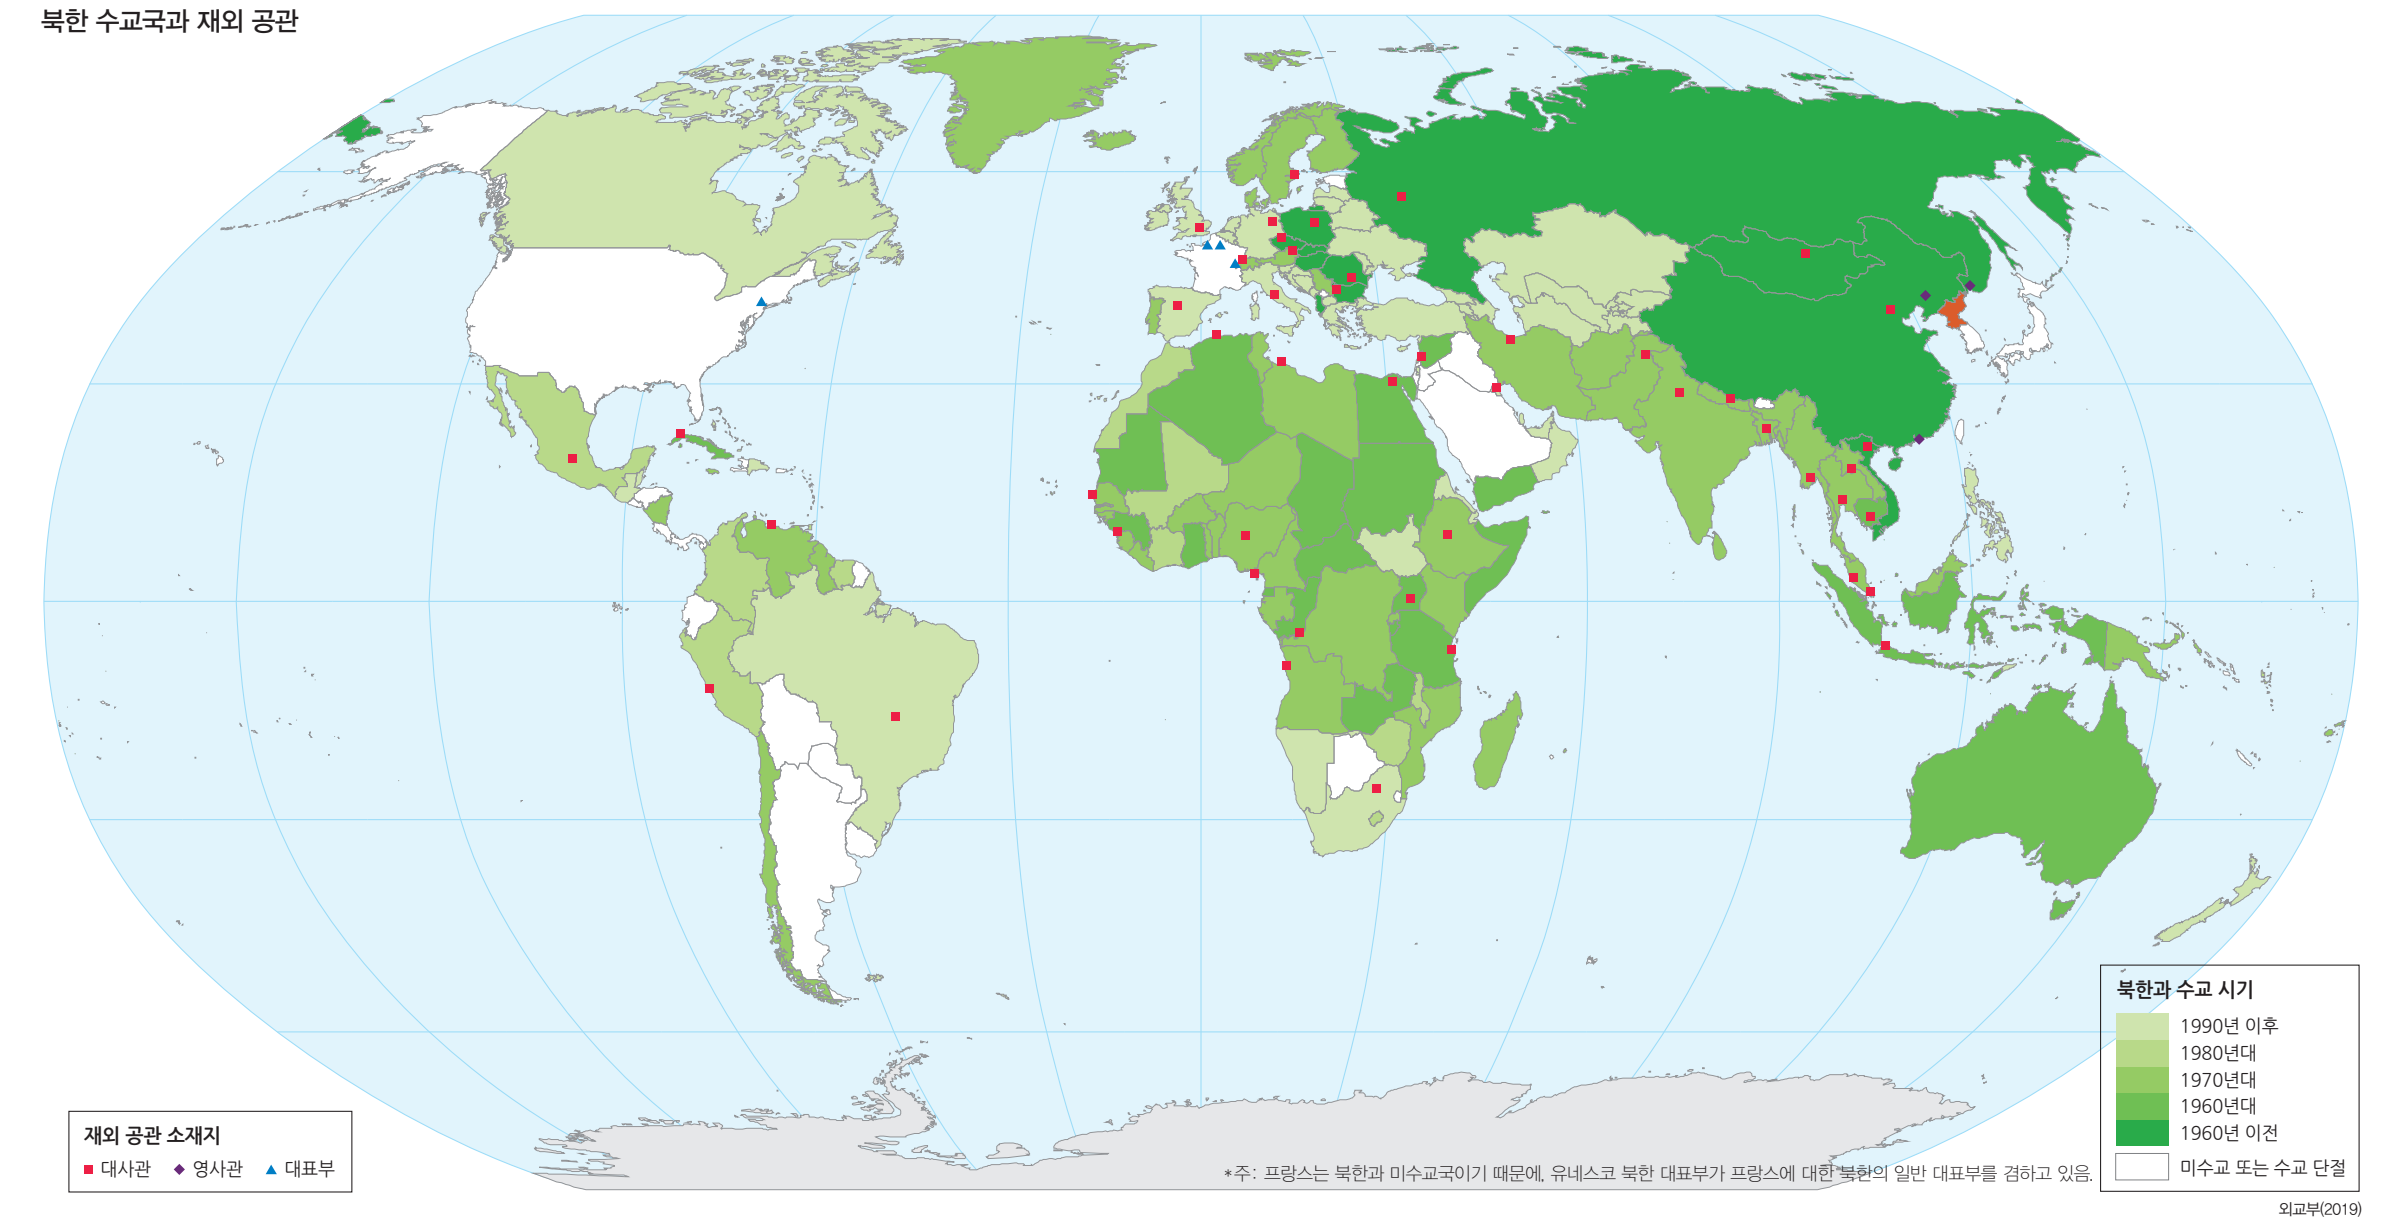 북한 수교국과 재외 공관
재외 공관 소재지
대사관 영사관 대표부
북한과 수교 시기
1990년 이후
1980년대
1970년대
1960년대
1960년 이전
미수교 또는 수교 단절
*주: 프랑스는 북한과 미수교국이기 때문에, 유네스코 북한 대표부가 프랑스에 대한 북한의 일반 대표부를 겸하고 있음.
외교부(2019)